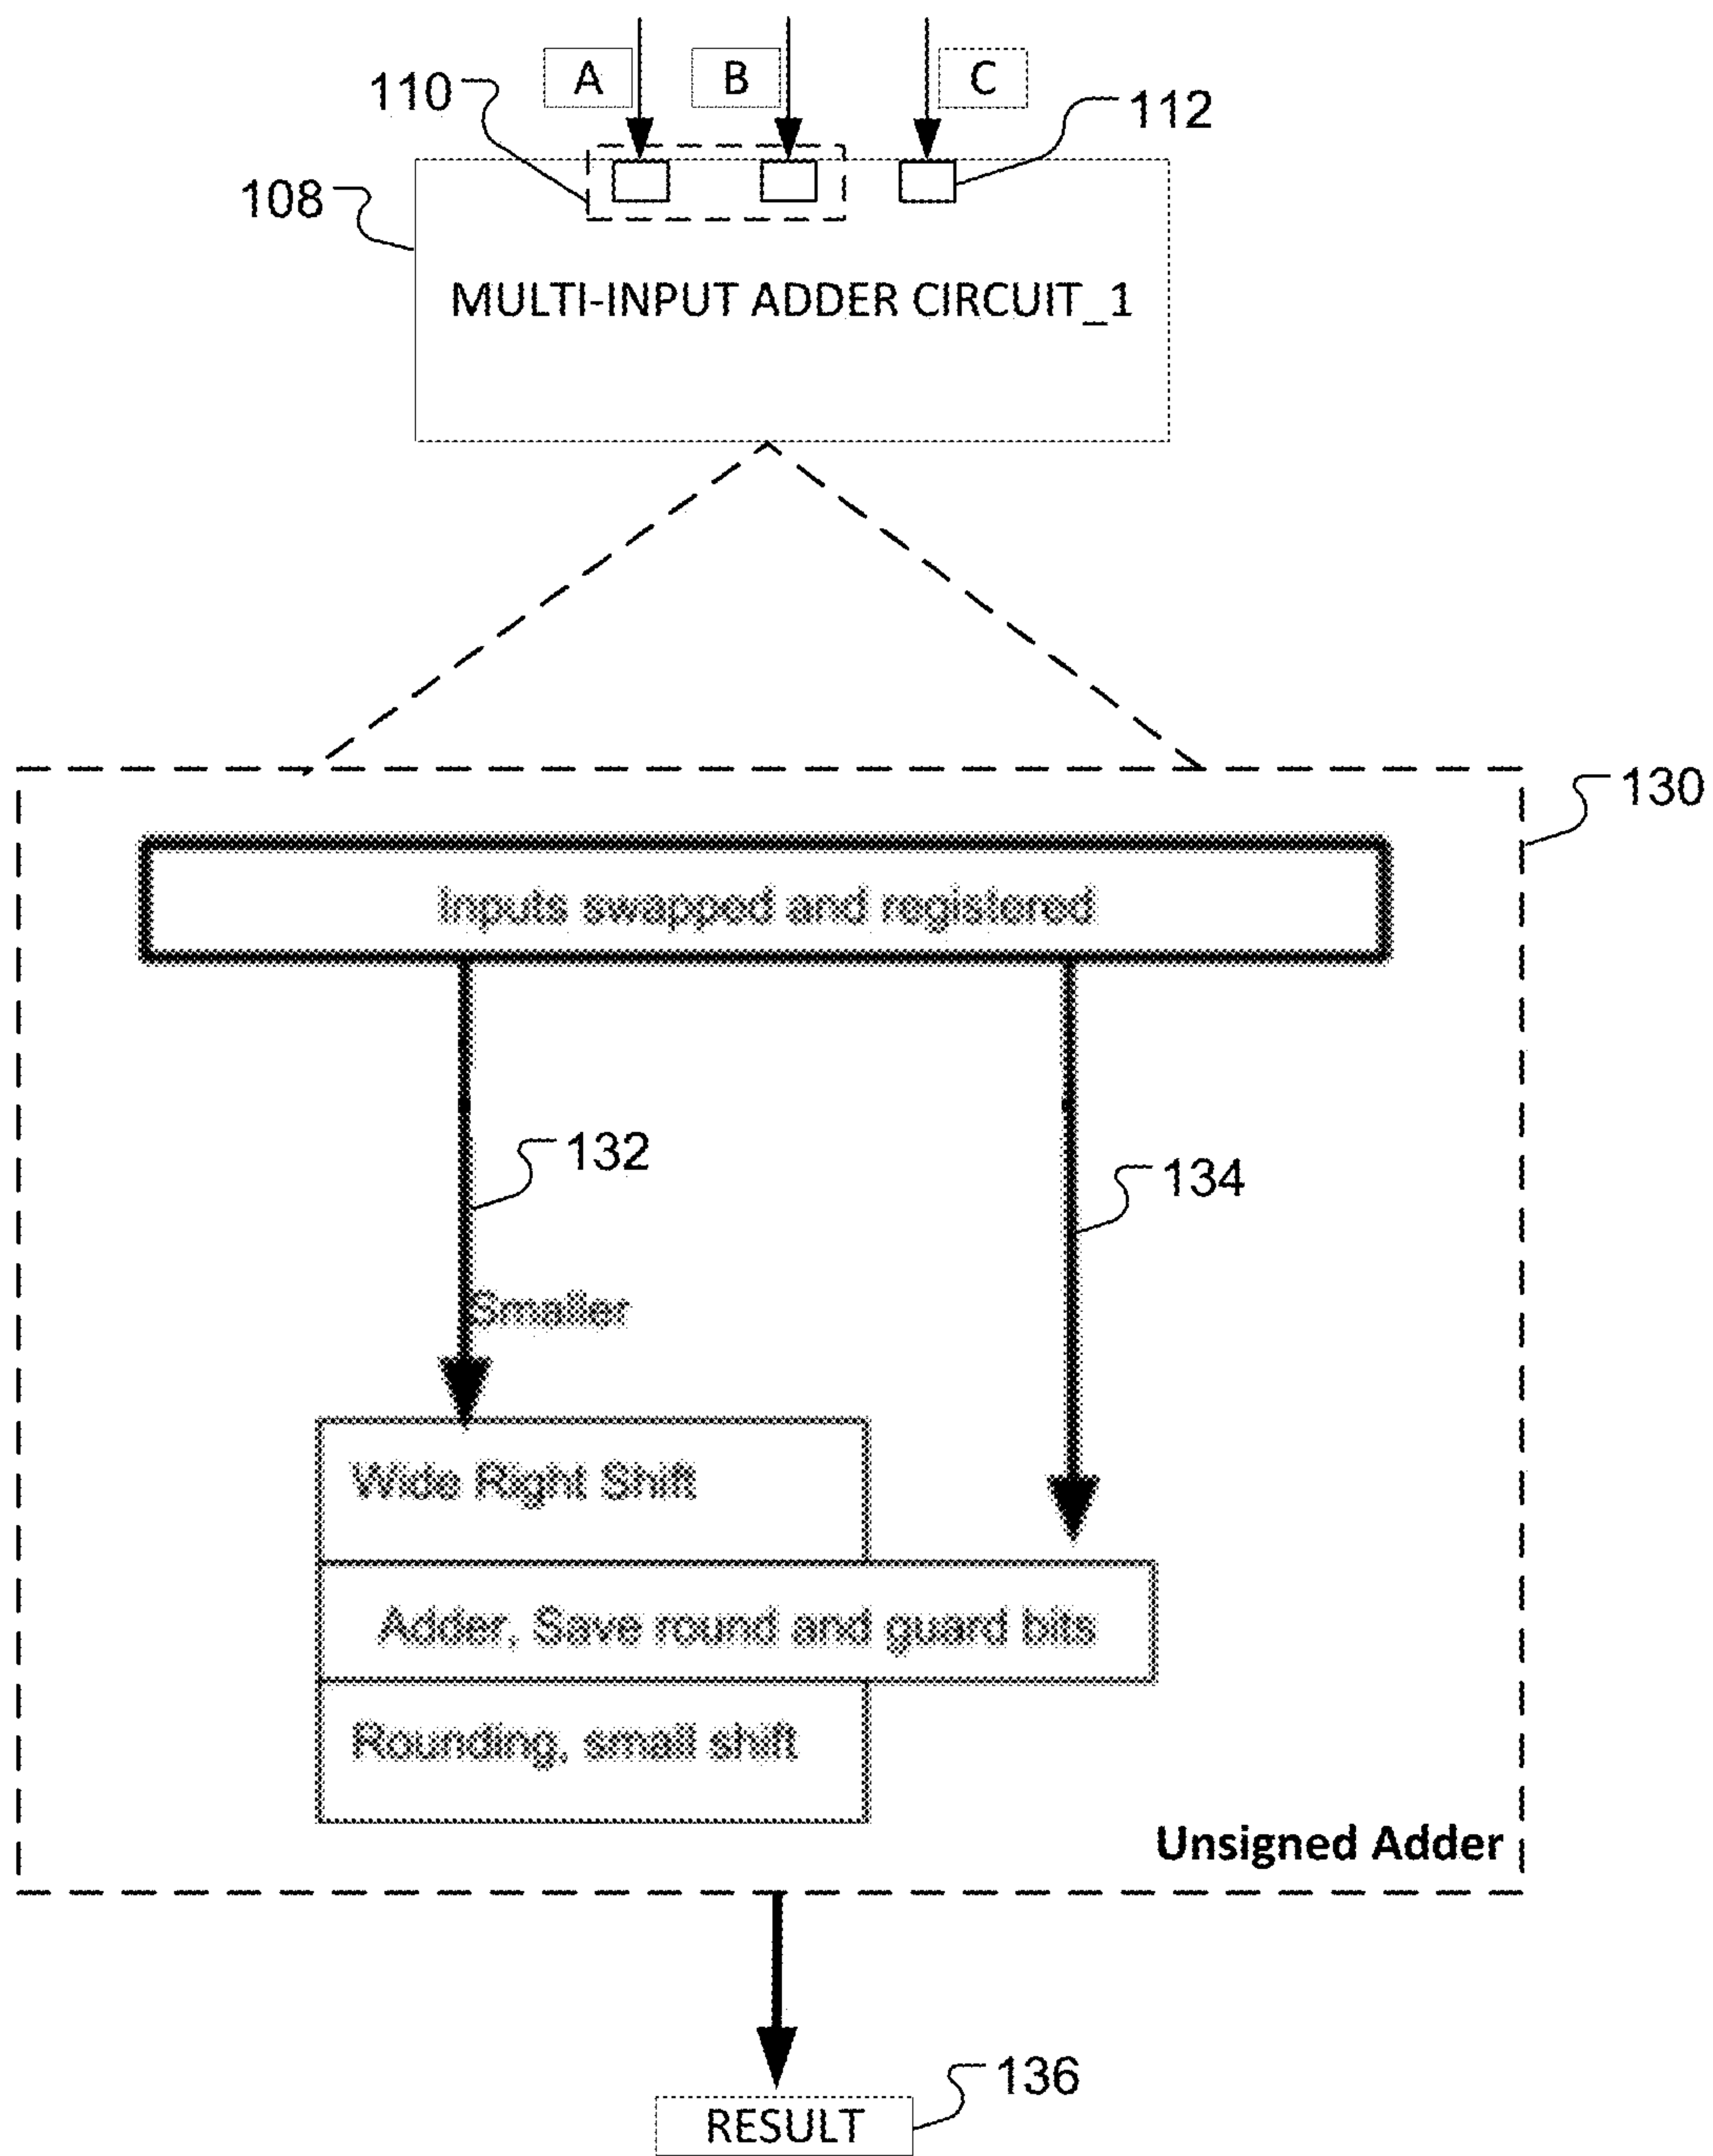 A
B
C
110
112
108
MULTI-INPUT ADDER CIRCUIT_1
130
Inputs swapped and registered
132
134
Smaller
Wide Right Shift
Adder, Save round and guard bits
Rounding, small shift
Unsigned Adder
136
RESULT